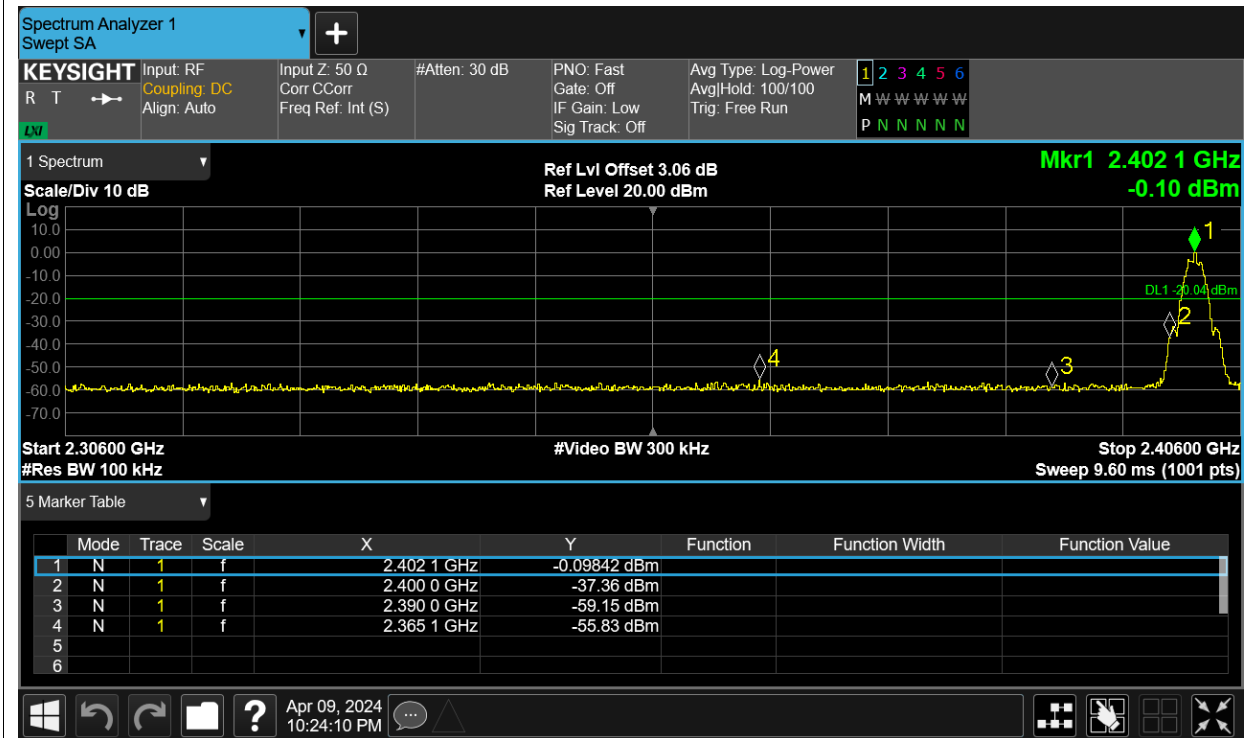 Spectrum Analyzer 1
Swept SA
+
KEYSIGHT Input: RF Input Z: 50 Ω #Atten: 30 dB PNO: Fast Avg Type: Log-Power 1 2 3 4 5 6
R T Coupling: DC Corr CCorr Gate: Off Avg|Hold: 100/100 M W W W W W
Align: Auto Freq Ref: Int (S) IF Gain: Low Trig: Free Run
LXI Sig Track: Off P N N N N N N
1 Spectrum Ref Lvl Offset 3.06 dB Mkr1 2.402 1 GHz
Scale/Div 10 dB Ref Level 20.00 dBm -0.10 dBm
Log
10.0 1
0.00
-10.0
DL1 -20.04 dBm
-20.0
-30.0 2
-40.0
-50.0 4 3
-60.0
-70.0
Start 2.30600 GHz #Video BW 300 kHz Stop 2.40600 GHz
#Res BW 100 kHz Sweep 9.60 ms (1001 pts)
5 Marker Table
Mode Trace Scale X Y Function Function Width Function Value
1 N 1 f 2.402 1 GHz -0.09842 dBm
2 N 1 f 2.400 0 GHz -37.36 dBm
3 N 1 f 2.390 0 GHz -59.15 dBm
4 N 1 f 2.365 1 GHz -55.83 dBm
5
6
? Apr 09, 2024
10:24:10 PM